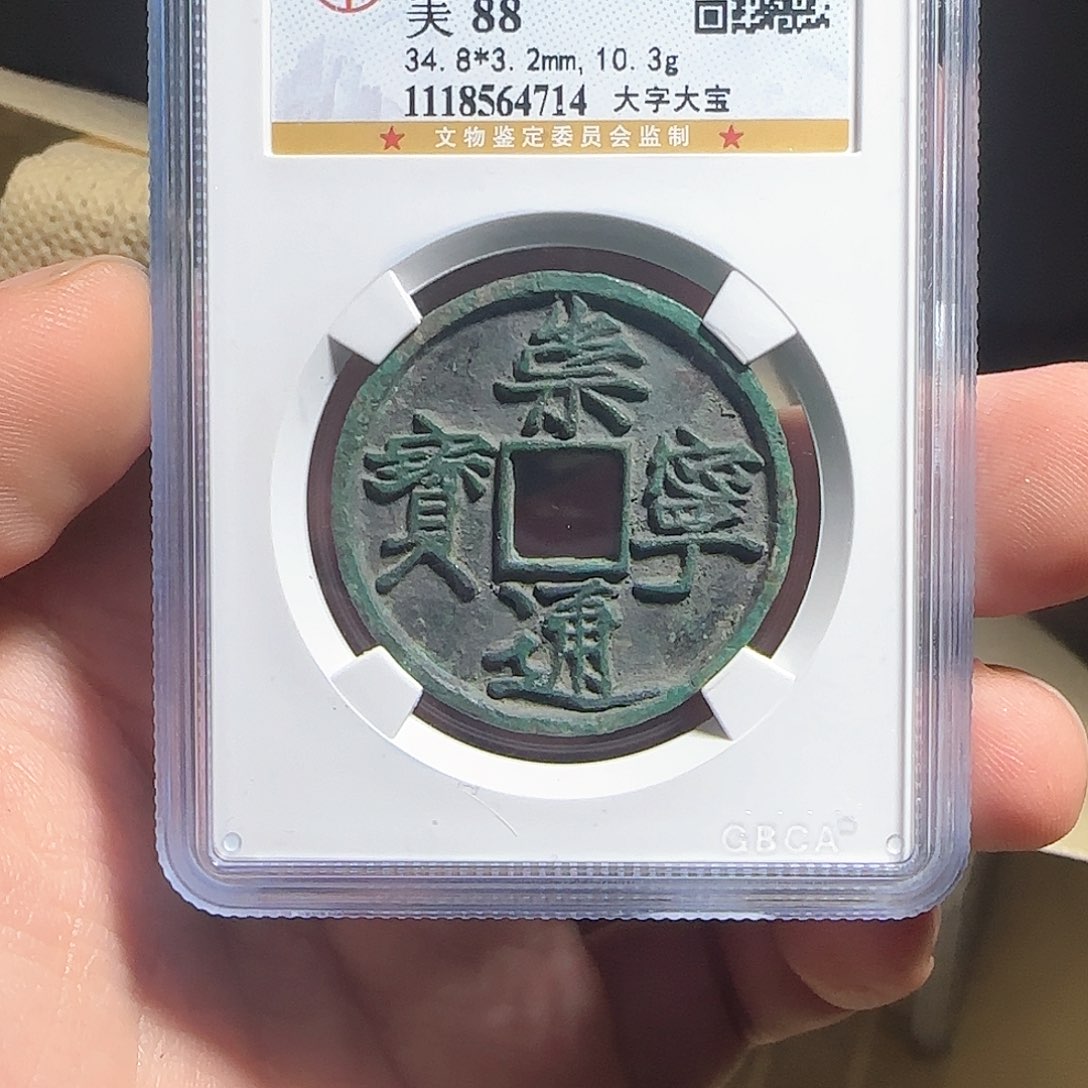 美 88
34.8*3.2mm, 10.3g
1118564714 大字大宝
★ 文物鉴定委员会监制 ★
崇寧通寶
GBCA